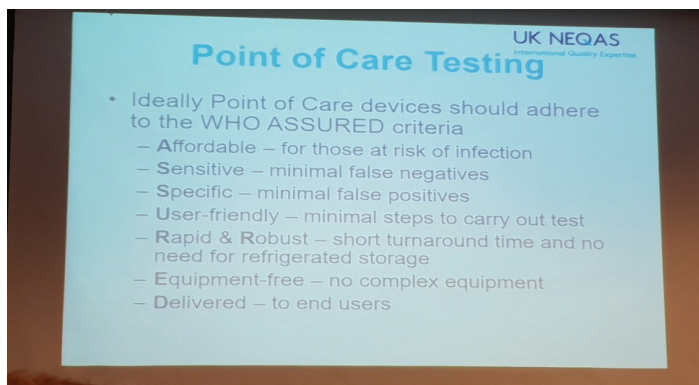 UK NEQAS
International Quality Expertise
Point of Care Testing
• Ideally Point of Care devices should adhere
to the WHO ASSURED criteria
– Affordable – for those at risk of infection
– Sensitive – minimal false negatives
– Specific – minimal false positives
– User-friendly – minimal steps to carry out test
– Rapid & Robust – short turnaround time and no
need for refrigerated storage
– Equipment-free – no complex equipment
– Delivered – to end users